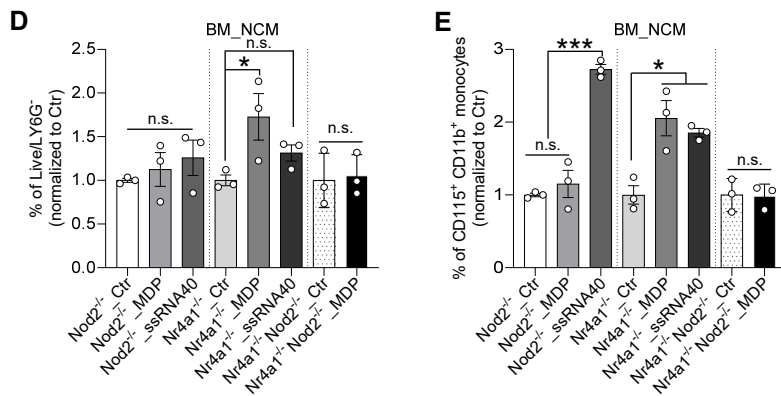 D
BM_NCM
% of Live/LY6G⁻
(normalized to Ctr)
2.5
2.0
1.5
1.0
0.5
0.0
n.s.
n.s.
*
n.s.
Nod2⁻/⁻_Ctr
Nod2⁻/⁻_MDP
Nod2⁻/⁻_ssRNA40
Nr4a1⁻/⁻_Ctr
Nr4a1⁻/⁻_MDP
Nr4a1⁻/⁻_ssRNA40
Nr4a1⁻/⁻ Nod2⁻/⁻_Ctr
Nr4a1⁻/⁻ Nod2⁻/⁻_MDP
E
BM_NCM
% of CD115⁺ CD11b⁺ monocytes
(normalized to Ctr)
3
2
1
0
***
n.s.
*
n.s.
Nod2⁻/⁻_Ctr
Nod2⁻/⁻_MDP
Nod2⁻/⁻_ssRNA40
Nr4a1⁻/⁻_Ctr
Nr4a1⁻/⁻_MDP
Nr4a1⁻/⁻_ssRNA40
Nr4a1⁻/⁻ Nod2⁻/⁻_Ctr
Nr4a1⁻/⁻ Nod2⁻/⁻_MDP